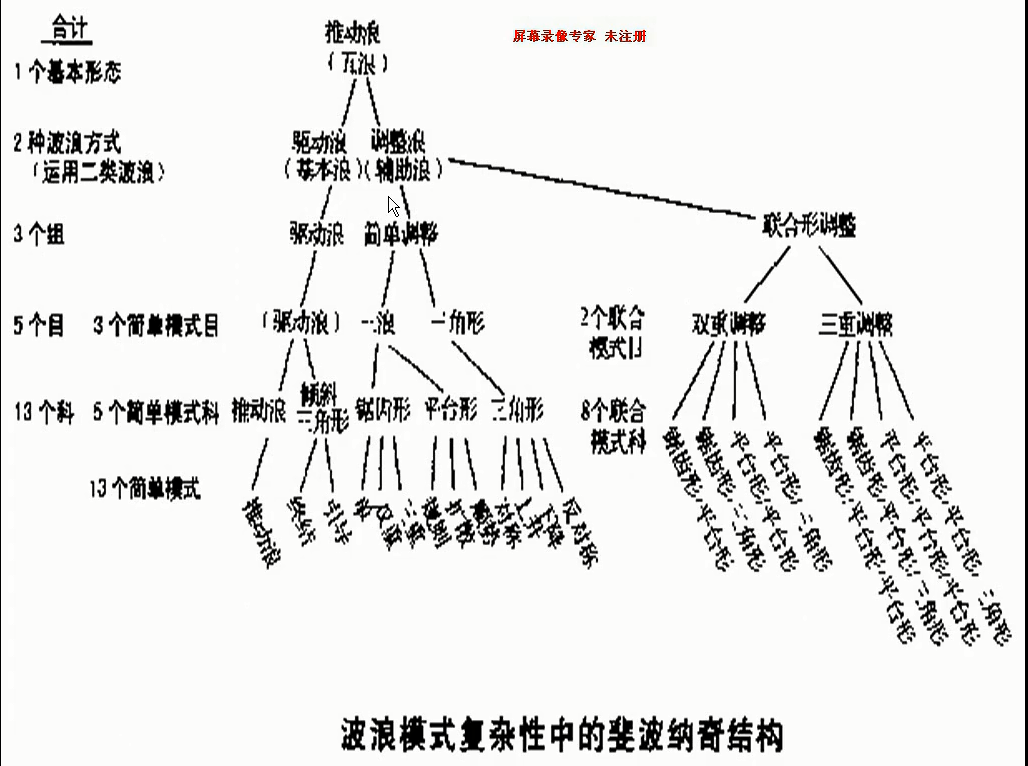 合计
推动浪
屏幕录像专家 未注册
(五浪)
1个基本形态
2种波浪方式
驱动浪 调整浪
(运用二类波浪)
(基本浪)(辅助浪)
联合形调整
3个组
驱动浪 简单调整
5个目 3个简单模式目
(驱动浪) 三浪 三角形
2个联合
模式目
双重调整 三重调整
13个科 5个简单模式科
推动浪
倾斜
三角形
锯齿形 平台形 三角形
8个联合
模式科
13个简单模式
推动浪
终结
引导
单
双重
三重
规则
扩散
顺势
对称
上升
下降
反对称
锯齿形,平台形
锯齿形,三角形
平台形,平台形
平台形,三角形
锯齿形,平台形,平台形
锯齿形,平台形,三角形
平台形,平台形,平台形
平台形,平台形,三角形
波浪模式复杂性中的斐波纳奇结构